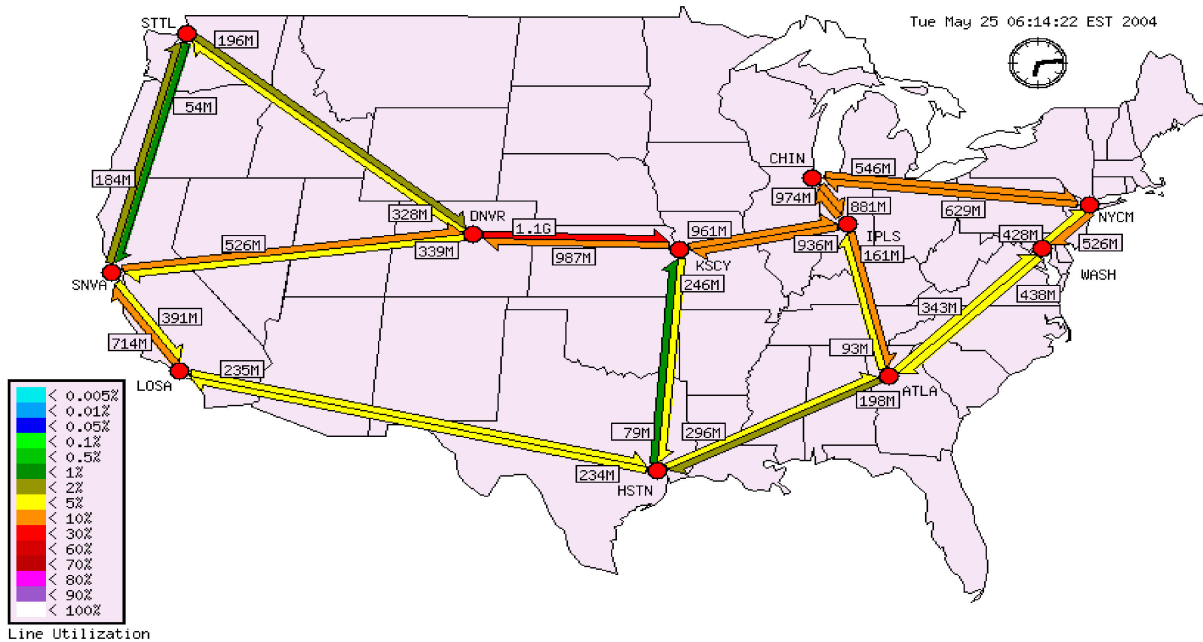 Tue May 25 06:14:22 EST 2004
STTL
196M
54M
CHIN
546M
974M
184M
881M
629M
NYCM
328M
DNVR
1.1G
961M
936M
IPLS
428M
526M
526M
339M
987M
KSCY
161M
WASH
SNVA
246M
438M
391M
343M
714M
93M
LOSA
235M
ATLA
198M
79M
296M
234M
HSTN
< 0.005%
< 0.01%
< 0.05%
< 0.1%
< 0.5%
< 1%
< 2%
< 5%
< 10%
< 30%
< 60%
< 70%
< 80%
< 90%
< 100%
Line Utilization